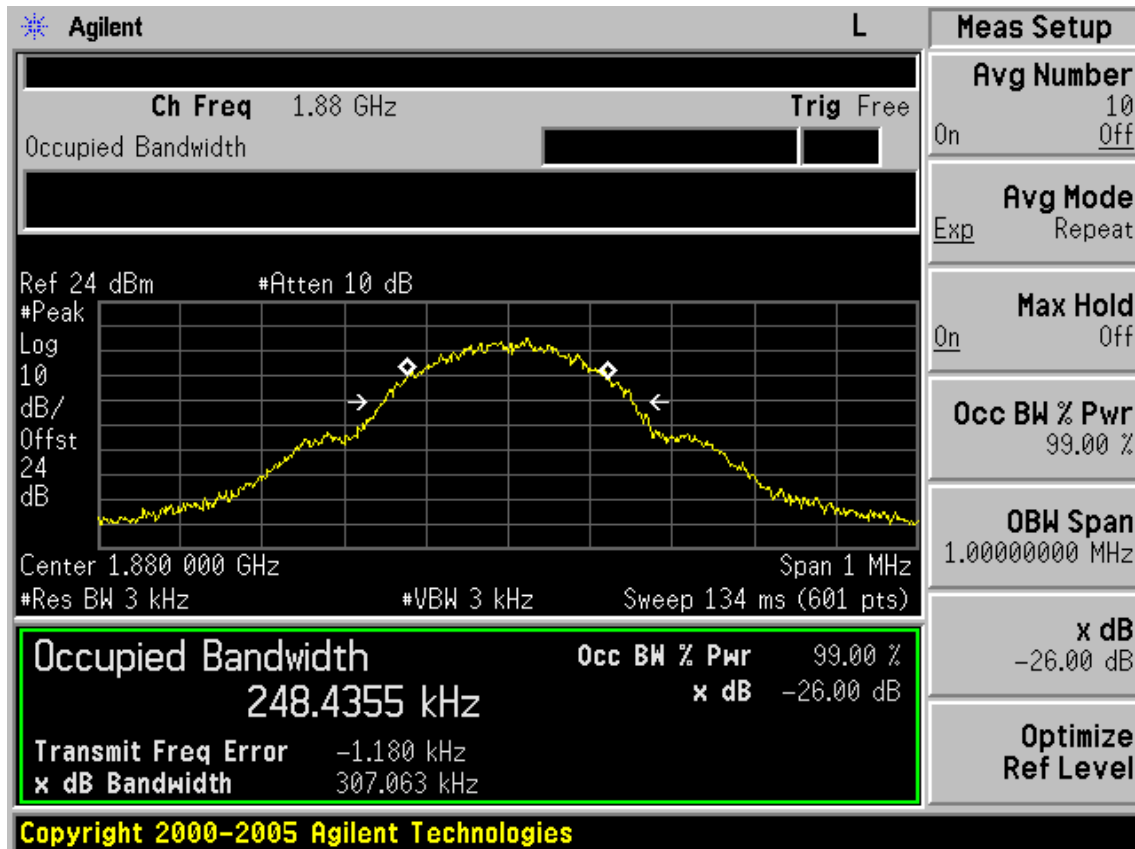 Agilent L
Meas Setup
Avg Number
10
On Off
Ch Freq 1.88 GHz Trig Free
Occupied Bandwidth
Avg Mode
Exp Repeat
Ref 24 dBm #Atten 10 dB
#Peak
Log
10
dB/
Offst
24
dB
Max Hold
On Off
Occ BW % Pwr
99.00 %
OBW Span
1.00000000 MHz
Center 1.880 000 GHz Span 1 MHz
#Res BW 3 kHz #VBW 3 kHz Sweep 134 ms (601 pts)
x dB
-26.00 dB
Occupied Bandwidth Occ BW % Pwr 99.00 %
248.4355 kHz x dB -26.00 dB
Transmit Freq Error -1.180 kHz
x dB Bandwidth 307.063 kHz
Optimize
Ref Level
Copyright 2000-2005 Agilent Technologies